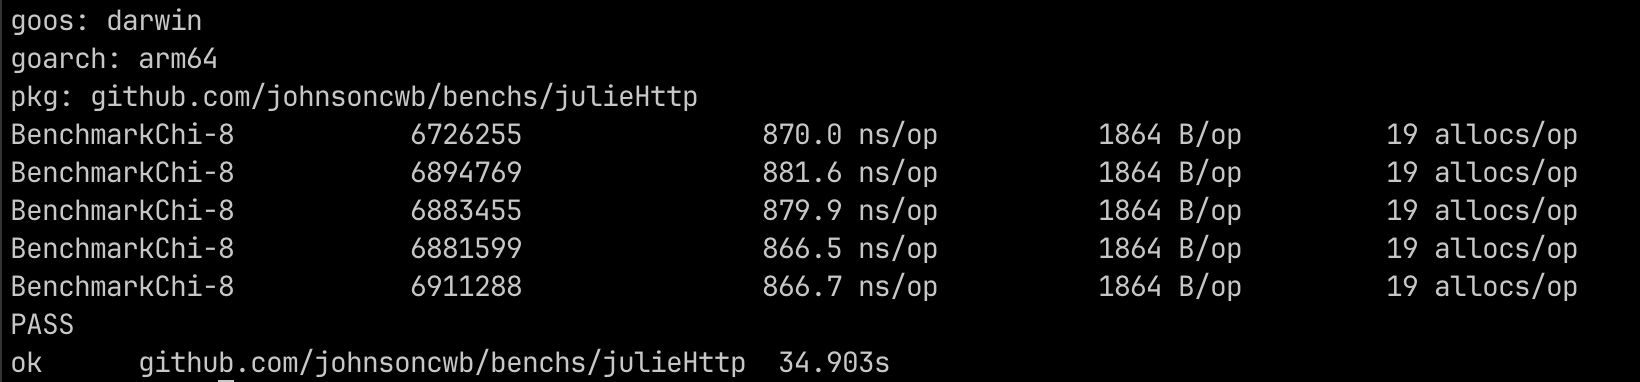 goos: darwin
goarch: arm64
pkg: github.com/johnsoncwb/benchs/julieHttp
BenchmarkChi-8 6726255 870.0 ns/op 1864 B/op 19 allocs/op
BenchmarkChi-8 6894769 881.6 ns/op 1864 B/op 19 allocs/op
BenchmarkChi-8 6883455 879.9 ns/op 1864 B/op 19 allocs/op
BenchmarkChi-8 6881599 866.5 ns/op 1864 B/op 19 allocs/op
BenchmarkChi-8 6911288 866.7 ns/op 1864 B/op 19 allocs/op
PASS
ok github.com/johnsoncwb/benchs/julieHttp 34.903s